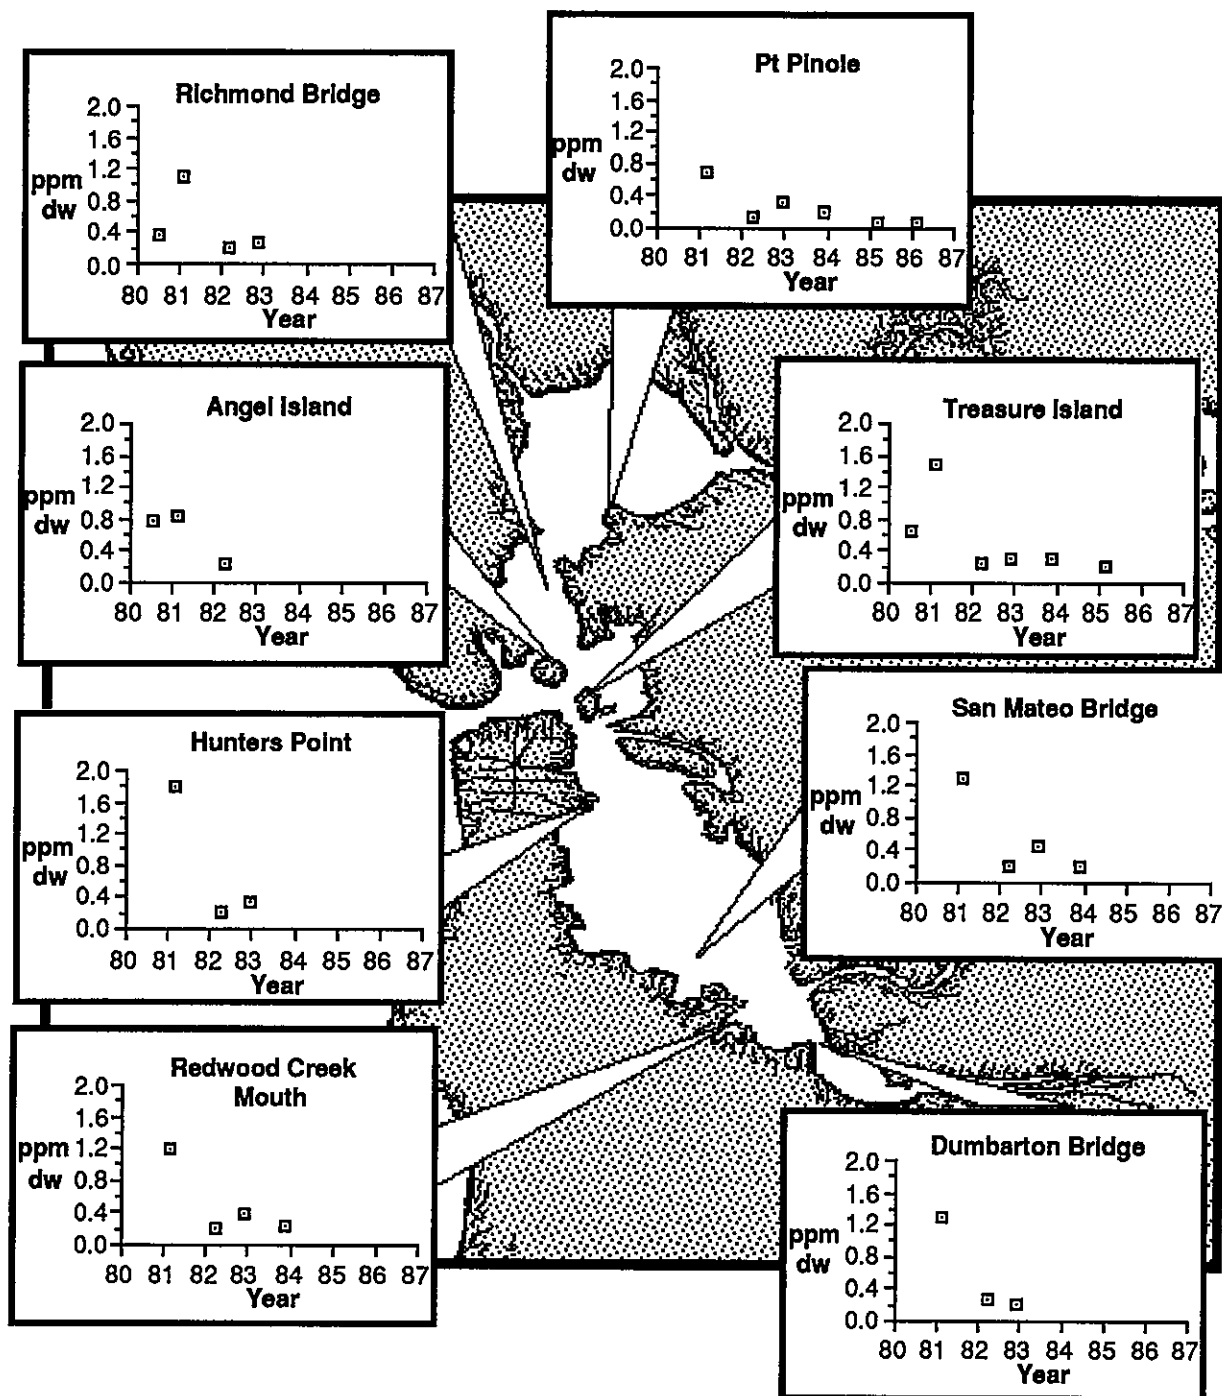 Richmond Bridge
2.0
1.6
1.2
0.8
0.4
0.0
ppm
dw
80 81 82 83 84 85 86 87
Year
Pt Pinole
2.0
1.6
1.2
0.8
0.4
0.0
ppm
dw
80 81 82 83 84 85 86 87
Year
Angel Island
2.0
1.6
1.2
0.8
0.4
0.0
ppm
dw
80 81 82 83 84 85 86 87
Year
Treasure Island
2.0
1.6
1.2
0.8
0.4
0.0
ppm
dw
80 81 82 83 84 85 86 87
Year
Hunters Point
2.0
1.6
1.2
0.8
0.4
0.0
ppm
dw
80 81 82 83 84 85 86 87
Year
San Mateo Bridge
2.0
1.6
1.2
0.8
0.4
0.0
ppm
dw
80 81 82 83 84 85 86 87
Year
Redwood Creek
Mouth
2.0
1.6
1.2
0.8
0.4
0.0
ppm
dw
80 81 82 83 84 85 86 87
Year
Dumbarton Bridge
2.0
1.6
1.2
0.8
0.4
0.0
ppm
dw
80 81 82 83 84 85 86 87
Year